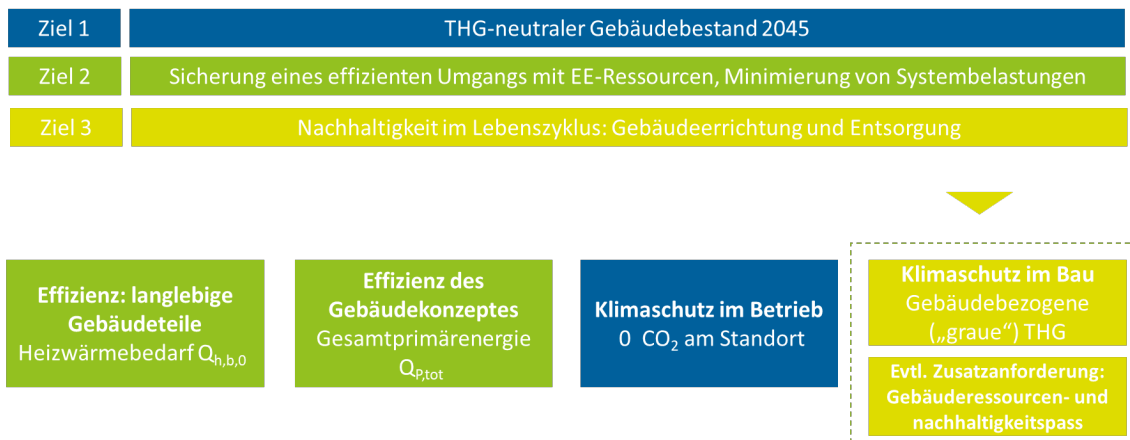 Ziel 1
THG-neutraler Gebäudebestand 2045
Ziel 2
Sicherung eines effizienten Umgangs mit EE-Ressourcen, Minimierung von Systembelastungen
Ziel 3
Nachhaltigkeit im Lebenszyklus: Gebäudeerrichtung und Entsorgung
Effizienz: langlebige
Gebäudeteile
Heizwärmebedarf Q_h,b,0
Effizienz des
Gebäudekonzeptes
Gesamtprimärenergie
Q_P,tot
Klimaschutz im Betrieb
0 CO₂ am Standort
Klimaschutz im Bau
Gebäudebezogene
(„graue“) THG
Evtl. Zusatzanforderung:
Gebäuderessourcen- und
nachhaltigkeitspass